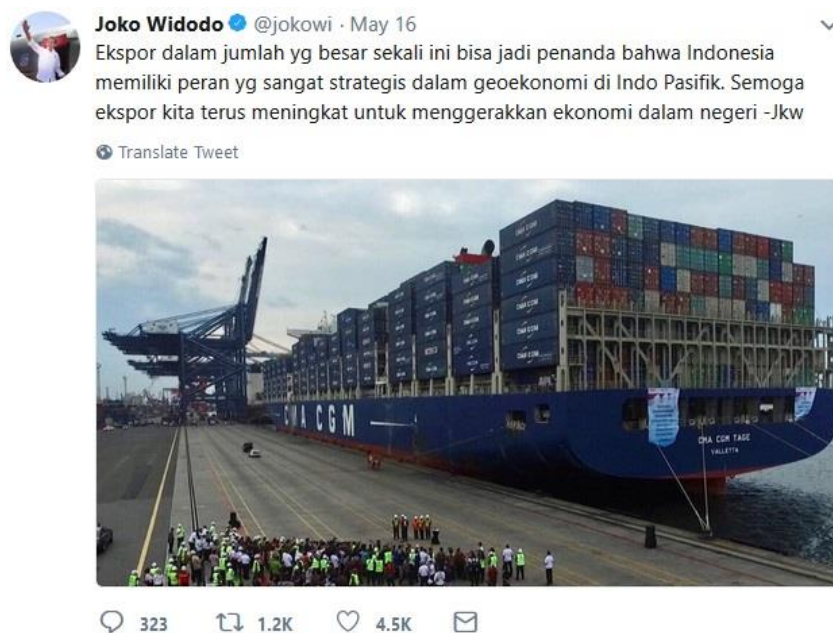 Joko Widodo @jokowi · May 16
Ekspor dalam jumlah yg besar sekali ini bisa jadi penanda bahwa Indonesia
memiliki peran yg sangat strategis dalam geoekonomi di Indo Pasifik. Semoga
ekspor kita terus meningkat untuk menggerakkan ekonomi dalam negeri -Jkw
Translate Tweet
CMA CGM
CMA CGM TAGE
VALLETTA
323 1.2K 4.5K